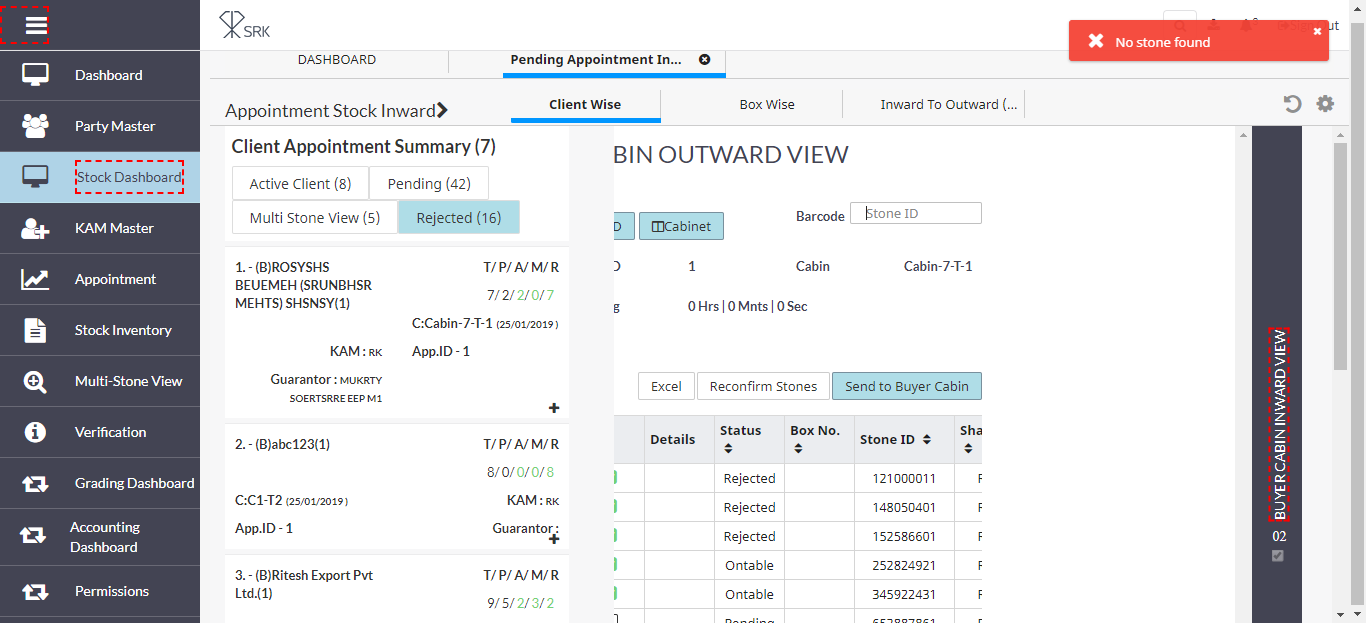 SRK
No stone found
Dashboard
Party Master
Stock Dashboard
KAM Master
Appointment
Stock Inventory
Multi-Stone View
Verification
Grading Dashboard
Accounting
Dashboard
Permissions
DASHBOARD
Pending Appointment In...
Appointment Stock Inward
Client Wise
Box Wise
Inward To Outward (...
Client Appointment Summary (7)
Active Client (8)
Pending (42)
Multi Stone View (5)
Rejected (16)
1. - (B)ROSYSHS
BEUEMEH (SRUNBHSR
MEHTS) SHSNSY(1)
T/ P/ A/ M/ R
7/ 2/ 2/ 0/ 7
C:Cabin-7-T-1 (25/01/2019 )
KAM : RK
App.ID - 1
Guarantor : MUKRTY
SOERTSRRE EEP M1
2. - (B)abc123(1)
T/ P/ A/ M/ R
8/ 0/ 0/ 0/ 8
C:C1-T2 (25/01/2019 )
KAM : RK
App.ID - 1
Guarantor :
3. - (B)Ritesh Export Pvt
Ltd.(1)
T/ P/ A/ M/ R
9/ 5/ 2/ 3/ 2
BIN OUTWARD VIEW
Cabinet
Barcode
Stone ID
1
Cabin
Cabin-7-T-1
0 Hrs | 0 Mnts | 0 Sec
Excel
Reconfirm Stones
Send to Buyer Cabin
Details
Status
Box No.
Stone ID
Sha
Rejected 121000011
Rejected 148050401
Rejected 152586601
Ontable 252824921
Ontable 345922431
Pending 652887861
BUYER CABIN INWARD VIEW
02